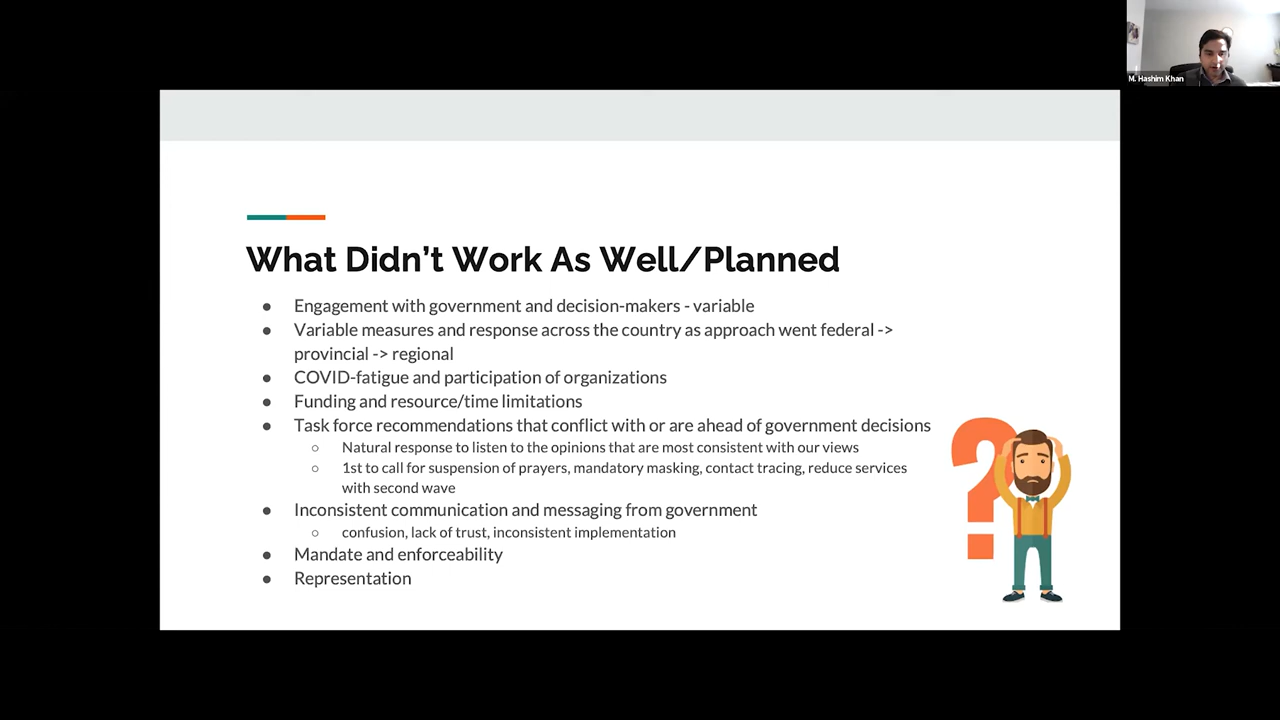 M. Hashim Khan
What Didn’t Work As Well/Planned
● Engagement with government and decision-makers - variable
● Variable measures and response across the country as approach went federal ->
provincial -> regional
● COVID-fatigue and participation of organizations
● Funding and resource/time limitations
● Task force recommendations that conflict with or are ahead of government decisions
○ Natural response to listen to the opinions that are most consistent with our views
○ 1st to call for suspension of prayers, mandatory masking, contact tracing, reduce services
with second wave
● Inconsistent communication and messaging from government
○ confusion, lack of trust, inconsistent implementation
● Mandate and enforceability
● Representation
?